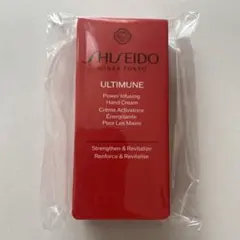 SHISEIDO
GINZA TOKYO
ULTIMUNE
Power Infusing
Hand Cream
Crème Activatrice
Énergisante
Pour Les Mains
Strengthen & Revitalize
Renforce & Revitalise